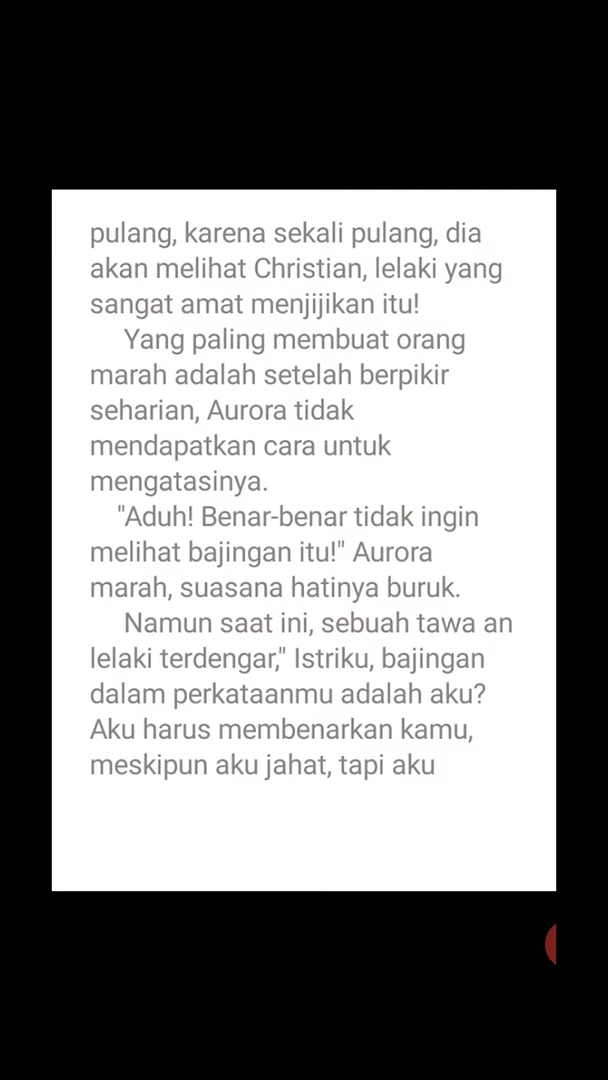 pulang, karena sekali pulang, dia
akan melihat Christian, lelaki yang
sangat amat menjijikan itu!
Yang paling membuat orang
marah adalah setelah berpikir
seharian, Aurora tidak
mendapatkan cara untuk
mengatasinya.
"Aduh! Benar-benar tidak ingin
melihat bajingan itu!" Aurora
marah, suasana hatinya buruk.
Namun saat ini, sebuah tawa an
lelaki terdengar," Istriku, bajingan
dalam perkataanmu adalah aku?
Aku harus membenarkan kamu,
meskipun aku jahat, tapi aku